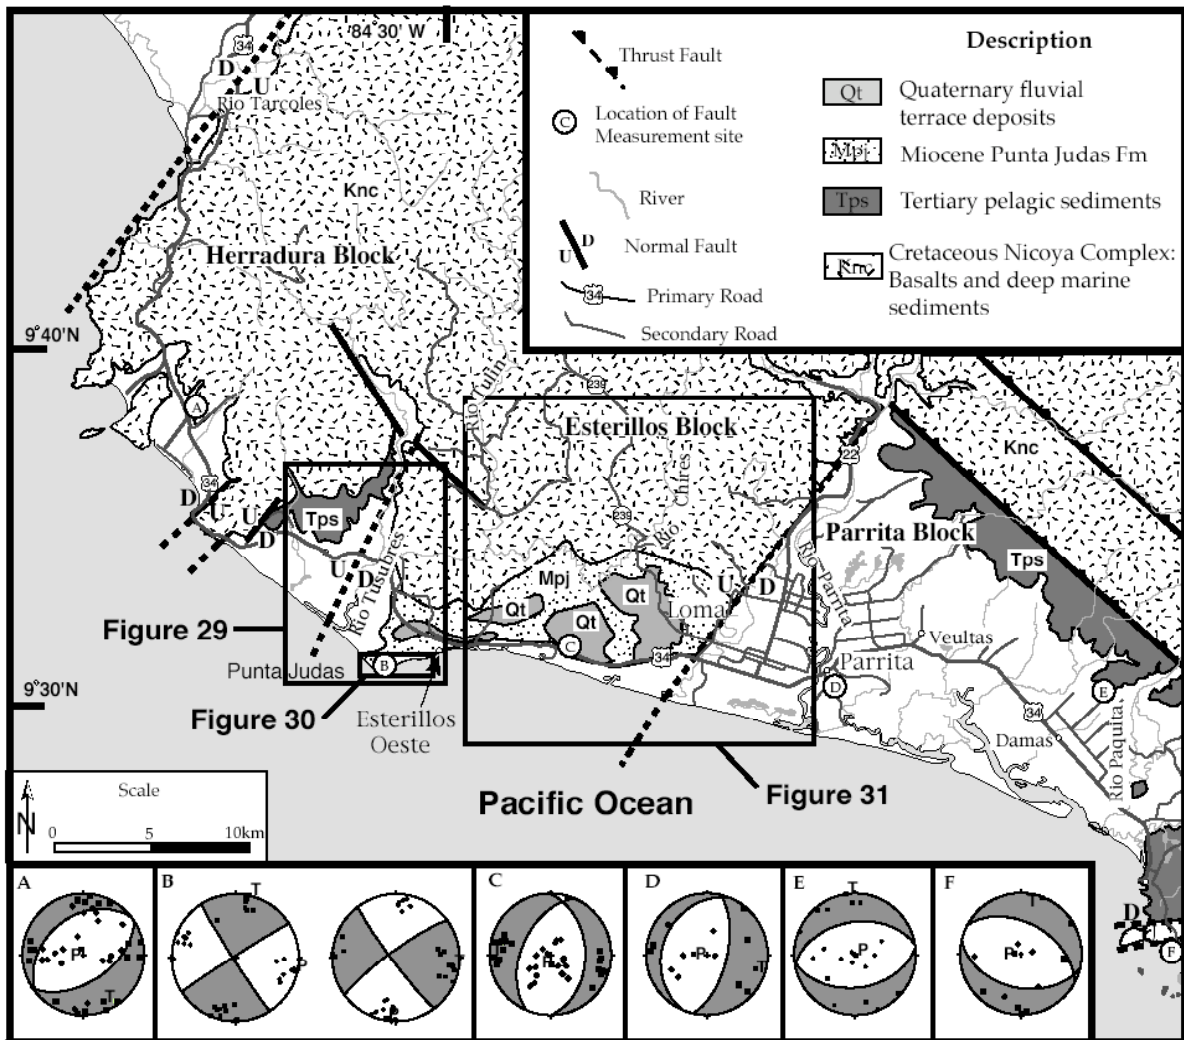 84°30' W
34
D
U
Rio Tarcoles
Knc
Herradura Block
9°40'N
A
34
D
U
U
D
Tps
U
D
Rio Tusubres
Rio Tulin
239
Esterillos Block
239
Rio Chires
Mpj
Qt
Qt
Qt
Loma
U
D
22
Rio Parrita
Knc
Parrita Block
Tps
Veultas
Parrita
C
34
D
E
34
Damas
Rio Paquita
Figure 29
Punta Judas
B
9°30'N
Figure 30
Esterillos
Oeste
Pacific Ocean
Figure 31
D
F
Thrust Fault
C
Location of Fault
Measurement site
River
D
U
Normal Fault
34
Primary Road
Secondary Road
Description
Qt
Quaternary fluvial
terrace deposits
Mpj
Miocene Punta Judas Fm
Tps
Tertiary pelagic sediments
Knc
Cretaceous Nicoya Complex:
Basalts and deep marine
sediments
N
Scale
0 5 10km
A
P
T
B
T
P
C
P
D
P
T
E
T
P
F
T
P